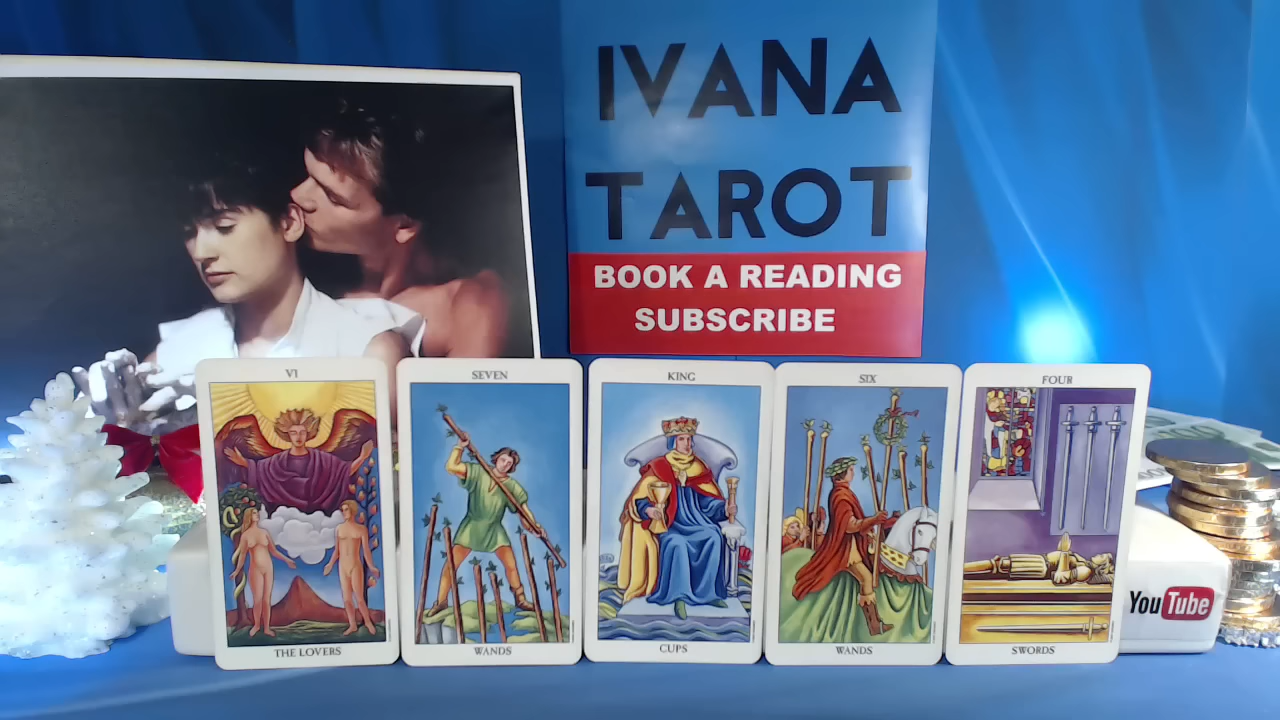 IVANA
TAROT
BOOK A READING
SUBSCRIBE
VI
THE LOVERS
SEVEN
WANDS
KING
CUPS
SIX
WANDS
FOUR
SWORDS
YouTube